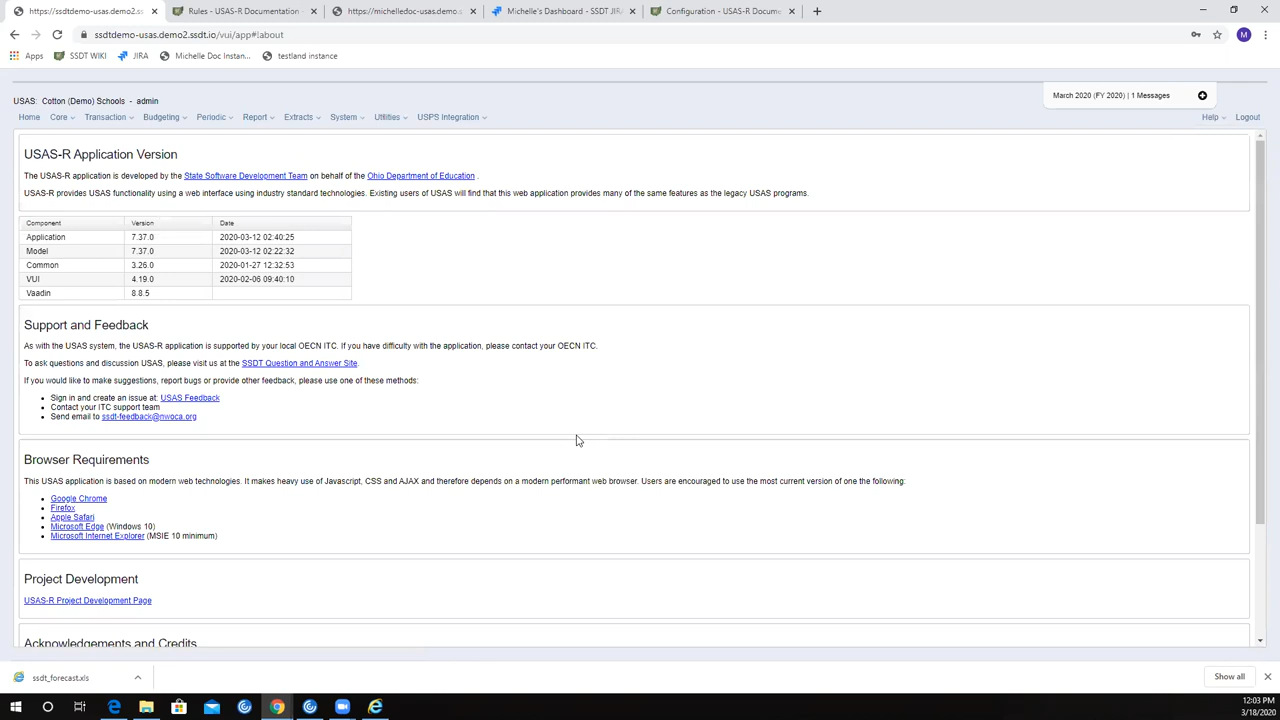 https://ssdtdemo-usas.demo2.ss
Rules - USAS-R Documentation -
https://michelledoc-usas.demo.s
Michelle's Dashboard - SSDT JIRA
Configuration - USAS-R Docume
ssdtdemo-usas.demo2.ssdt.io/vui/app#!about
M
Apps
SSDT WIKI
JIRA
Michelle Doc Instan...
testland instance
March 2020 (FY 2020) | 1 Messages
USAS: Cotton (Demo) Schools - admin
Home Core Transaction Budgeting Periodic Report Extracts System Utilities USPS Integration Help Logout
USAS-R Application Version
The USAS-R application is developed by the State Software Development Team on behalf of the Ohio Department of Education .
USAS-R provides USAS functionality using a web interface using industry standard technologies. Existing users of USAS will find that this web application provides many of the same features as the legacy USAS programs.
Component Version Date
Application 7.37.0 2020-03-12 02:40:25
Model 7.37.0 2020-03-12 02:22:32
Common 3.26.0 2020-01-27 12:32:53
VUI 4.19.0 2020-02-06 09:40:10
Vaadin 8.8.5
Support and Feedback
As with the USAS system, the USAS-R application is supported by your local OECN ITC. If you have difficulty with the application, please contact your OECN ITC.
To ask questions and discussion USAS, please visit us at the SSDT Question and Answer Site.
If you would like to make suggestions, report bugs or provide other feedback, please use one of these methods:
Sign in and create an issue at: USAS Feedback
Contact your ITC support team
Send email to ssdt-feedback@nwoca.org
Browser Requirements
This USAS application is based on modern web technologies. It makes heavy use of Javascript, CSS and AJAX and therefore depends on a modern performant web browser. Users are encouraged to use the most current version of one the following:
Google Chrome
Firefox
Apple Safari
Microsoft Edge (Windows 10)
Microsoft Internet Explorer (MSIE 10 minimum)
Project Development
USAS-R Project Development Page
Acknowledgements and Credits
ssdt_forecast.xls
Show all
12:03 PM
3/18/2020